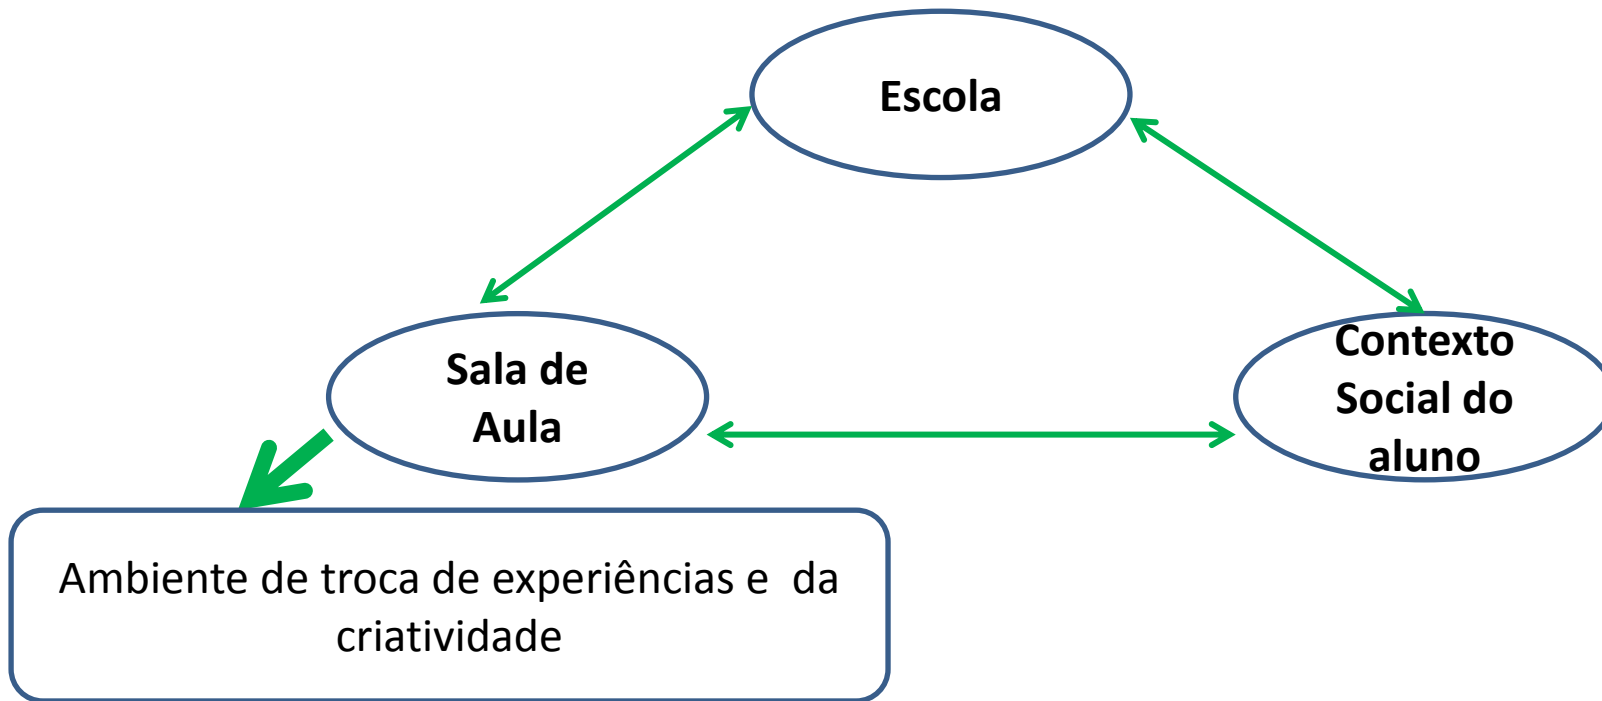 Escola
Sala de
Aula
Contexto
Social do
aluno
Ambiente de troca de experiências e  da
criatividade